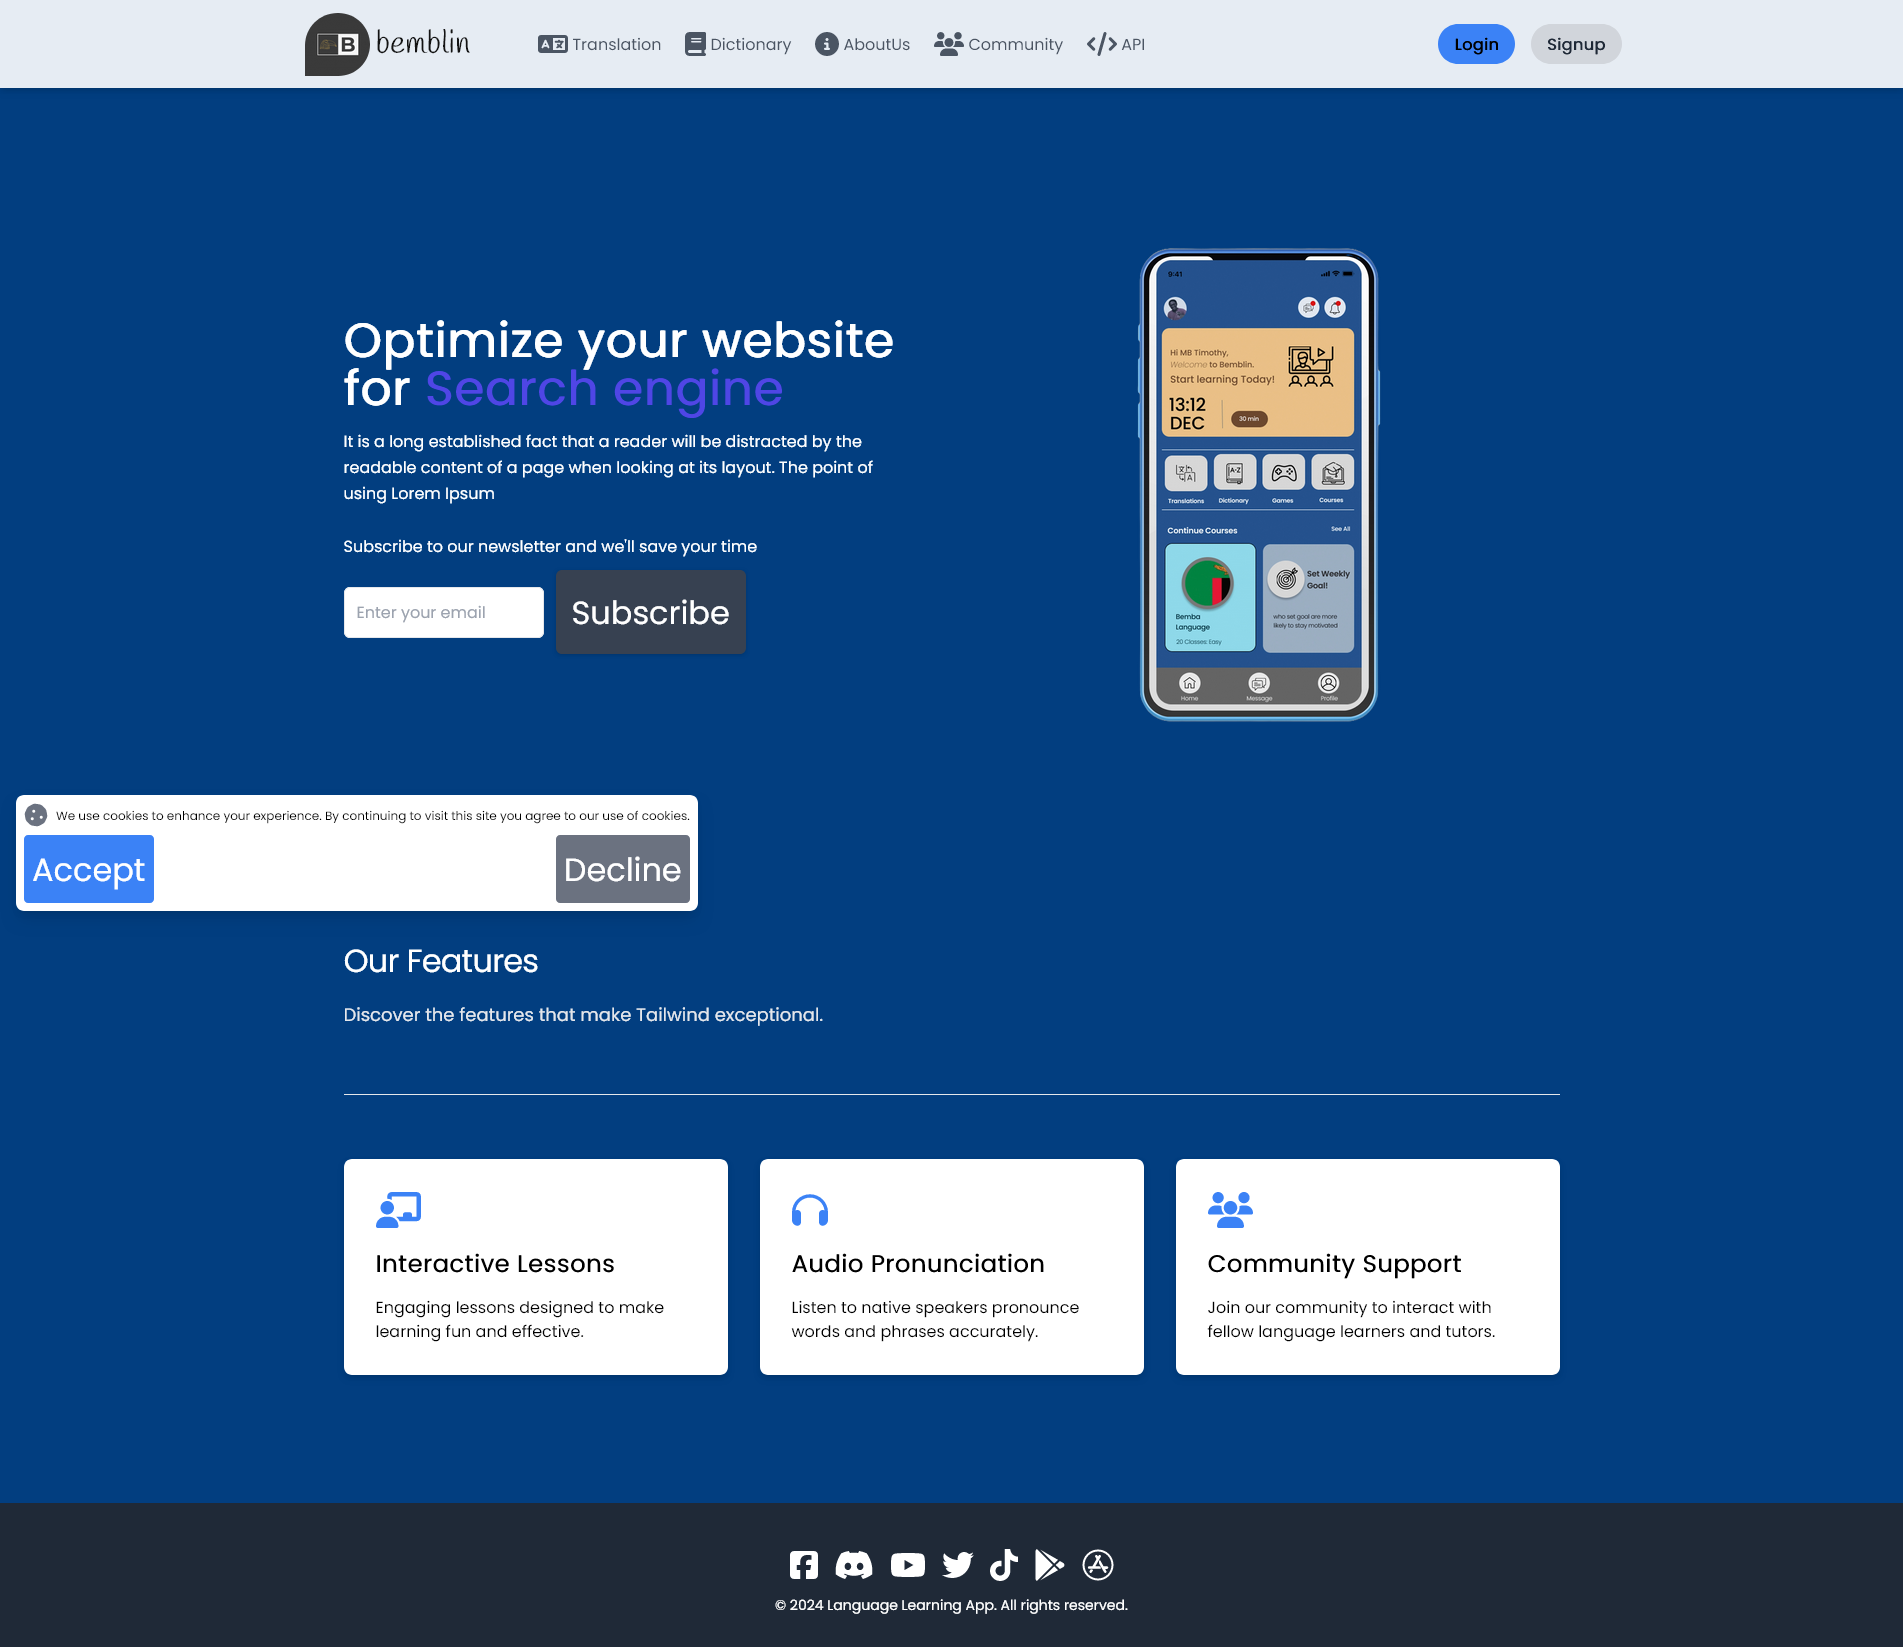 B bemblin
Translation
Dictionary
AboutUs
Community
API
Login
Signup
Optimize your website
for Search engine
It is a long established fact that a reader will be distracted by the
readable content of a page when looking at its layout. The point of
using Lorem Ipsum
Subscribe to our newsletter and we'll save your time
Enter your email
Subscribe
9:41
Hi MB Timothy,
Welcome to Bemblin.
Start learning Today!
13:12
DEC
30 min
A-Z
Translations
Dictionary
Games
Courses
Continue Courses
See All
Bemba
Language
20 Classes Easy
Set Weekly
Goal!
who set goal are more
likely to stay motivated
Home
Message
Profile
We use cookies to enhance your experience. By continuing to visit this site you agree to our use of cookies.
Accept
Decline
Our Features
Discover the features that make Tailwind exceptional.
Interactive Lessons
Engaging lessons designed to make
learning fun and effective.
Audio Pronunciation
Listen to native speakers pronounce
words and phrases accurately.
Community Support
Join our community to interact with
fellow language learners and tutors.
© 2024 Language Learning App. All rights reserved.